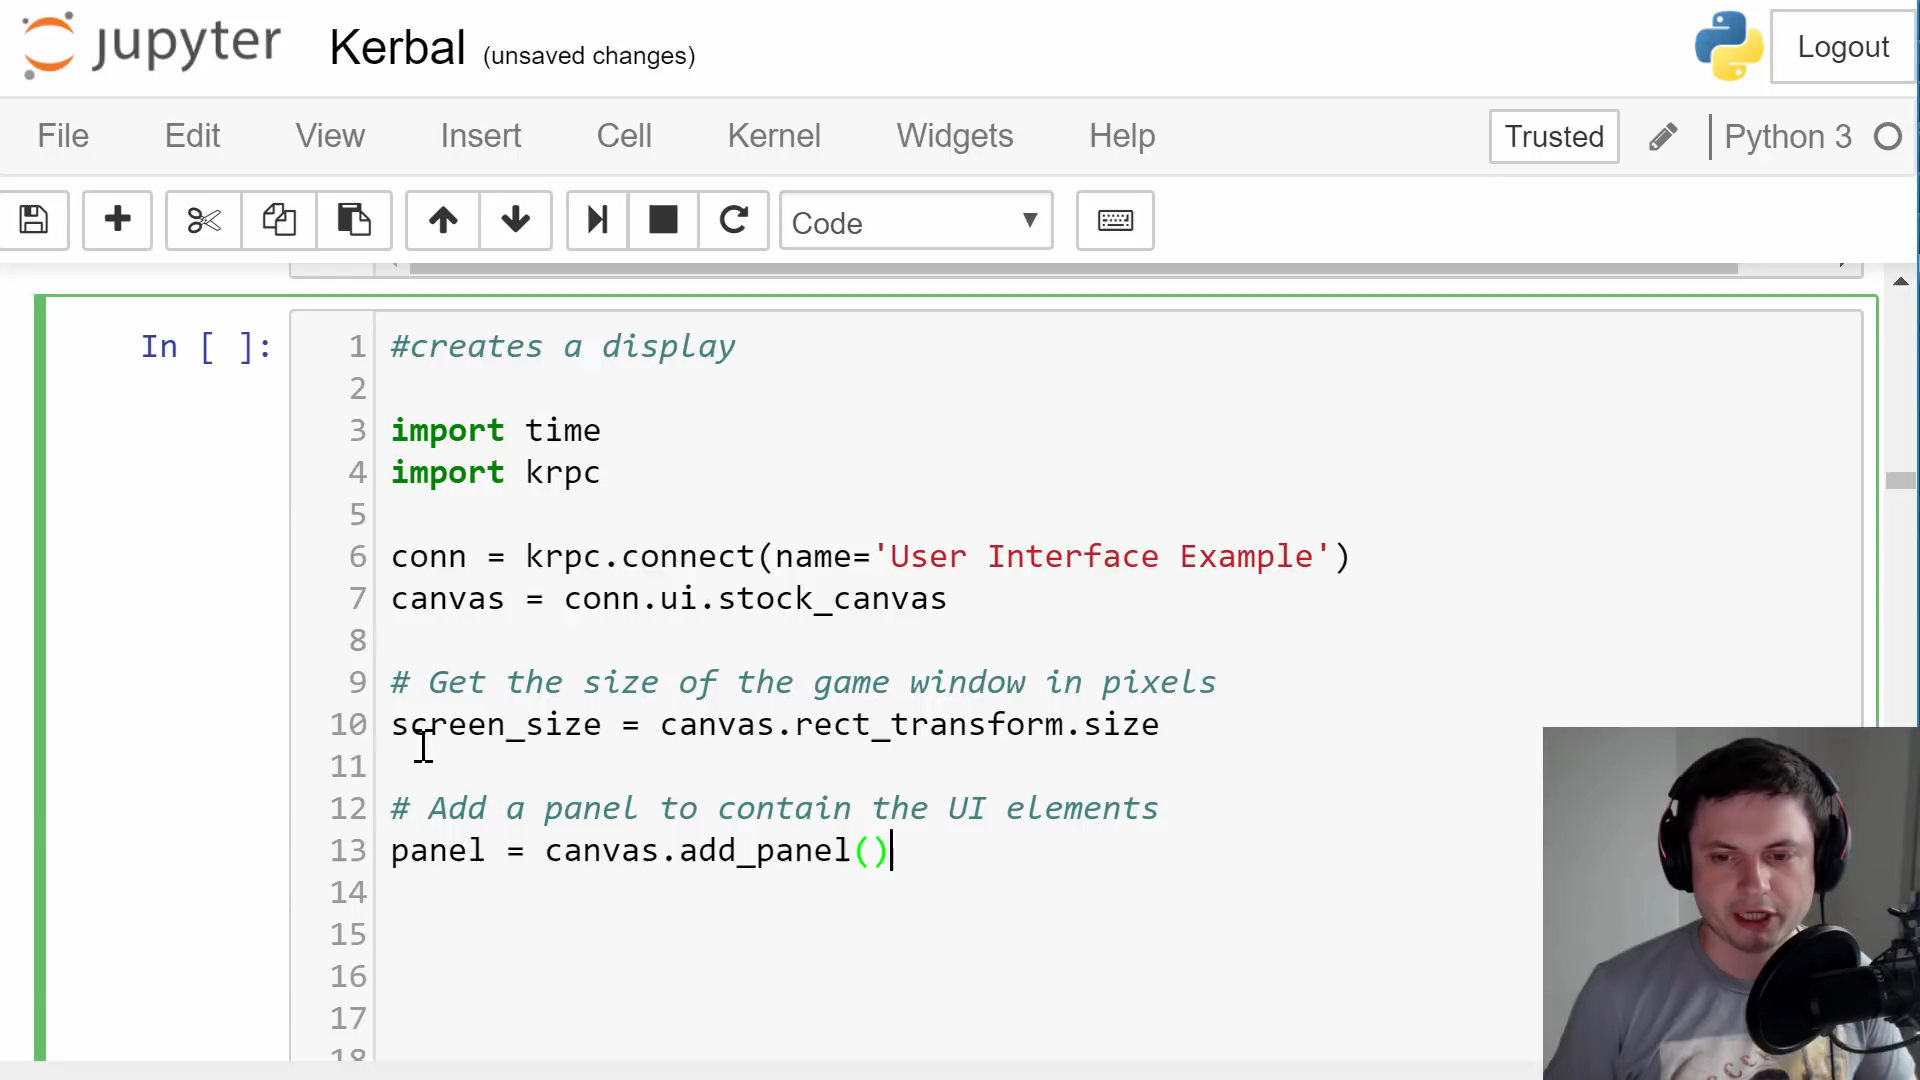 jupyter Kerbal (unsaved changes) Logout
File Edit View Insert Cell Kernel Widgets Help Trusted Python 3
Code
In [ ]:
1 #creates a display
2
3 import time
4 import krpc
5
6 conn = krpc.connect(name='User Interface Example')
7 canvas = conn.ui.stock_canvas
8
9 # Get the size of the game window in pixels
10 screen_size = canvas.rect_transform.size
11
12 # Add a panel to contain the UI elements
13 panel = canvas.add_panel()
14
15
16
17
18